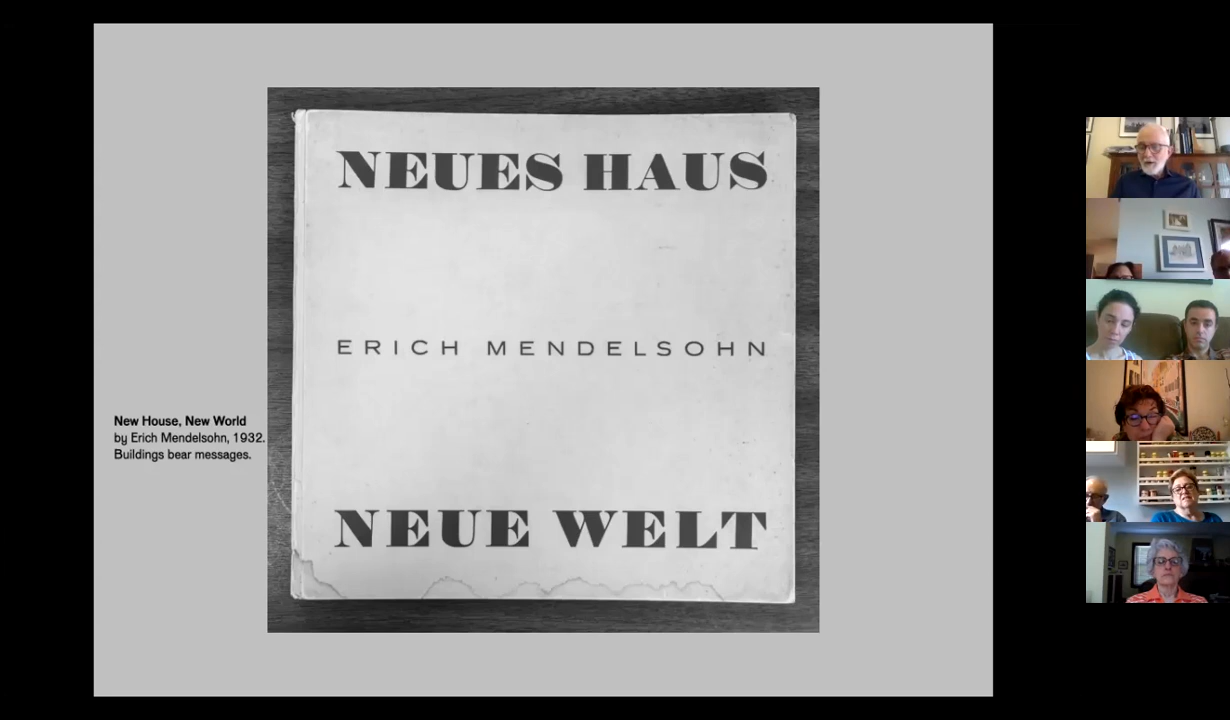 NEUES HAUS
ERICH MENDELSOHN
NEUE WELT
New House, New World
by Erich Mendelsohn, 1932.
Buildings bear messages.